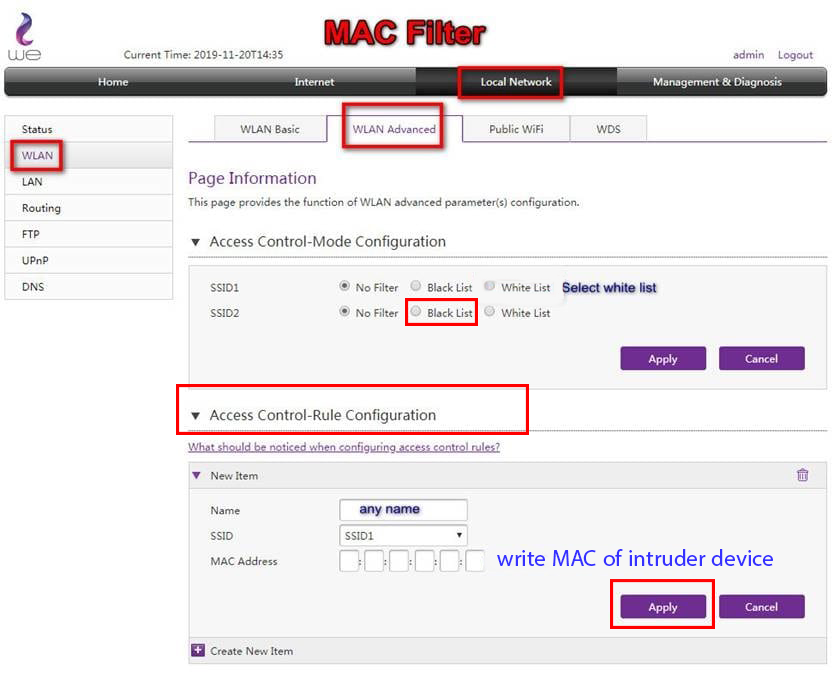 MAC Filter
we
Current Time: 2019-11-20T14:35
admin Logout
Home Internet Local Network Management & Diagnosis
Status
WLAN
LAN
Routing
FTP
UPnP
DNS
WLAN Basic WLAN Advanced Public WiFi WDS
Page Information
This page provides the function of WLAN advanced parameter(s) configuration.
▼ Access Control-Mode Configuration
SSID1 No Filter Black List White List Select white list
SSID2 No Filter Black List White List
Apply Cancel
▼ Access Control-Rule Configuration
What should be noticed when configuring access control rules?
▼ New Item
Name any name
SSID SSID1
MAC Address : : : : : write MAC of intruder device
Apply Cancel
Create New Item